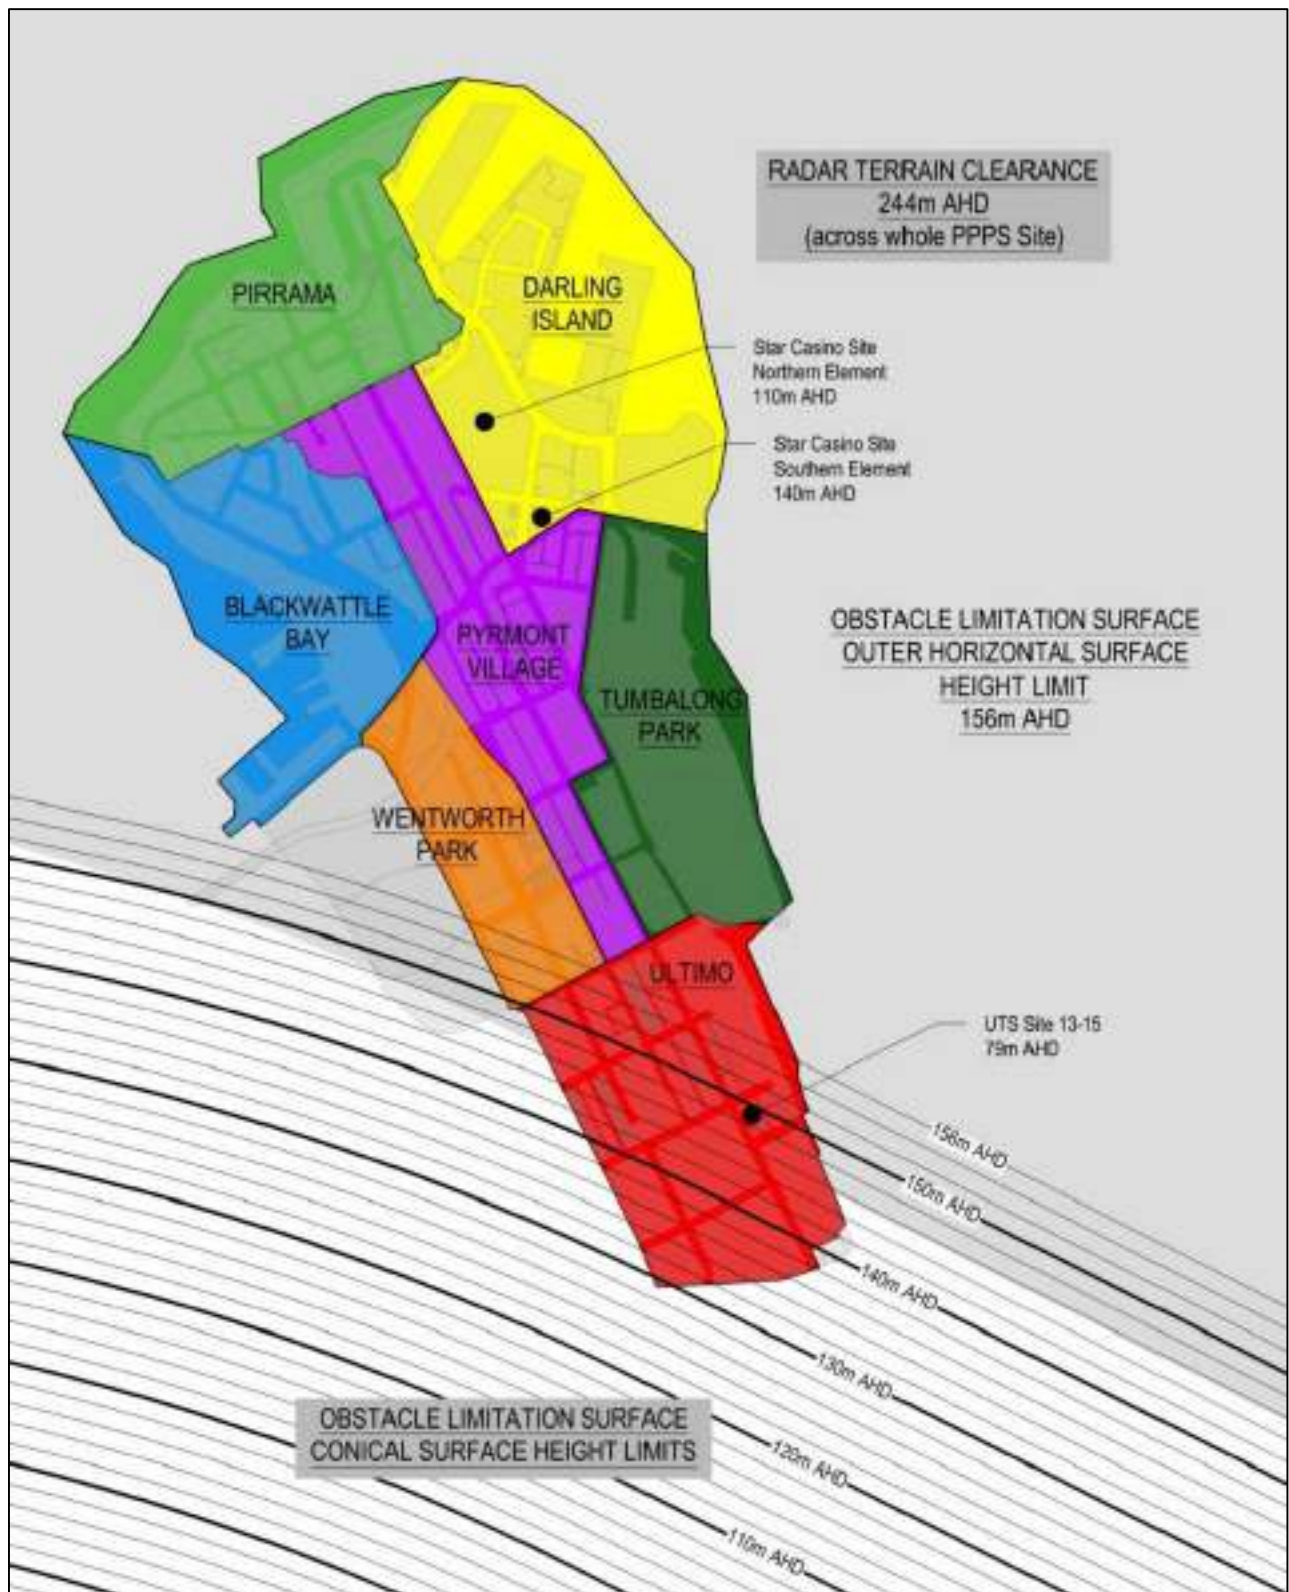 RADAR TERRAIN CLEARANCE
244m AHD
(across whole PPPS Site)
PIRRAMA
DARLING
ISLAND
Star Casino Site
Northern Element
110m AHD
Star Casino Site
Southern Element
140m AHD
BLACKWATTLE
BAY
PYRMONT
VILLAGE
OBSTACLE LIMITATION SURFACE
OUTER HORIZONTAL SURFACE
HEIGHT LIMIT
156m AHD
TUMBALONG
PARK
WENTWORTH
PARK
ULTIMO
UTS Site 13-15
79m AHD
156m AHD
150m AHD
140m AHD
130m AHD
120m AHD
110m AHD
OBSTACLE LIMITATION SURFACE
CONICAL SURFACE HEIGHT LIMITS